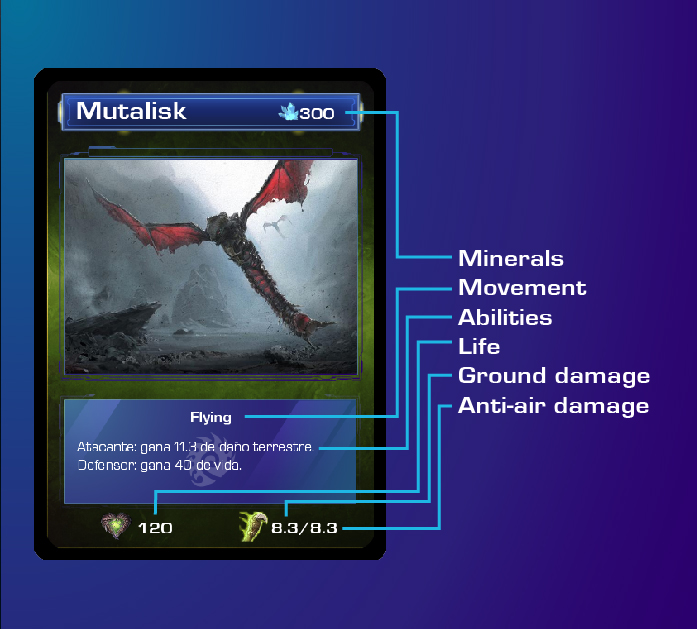 Mutalisk
300
Flying
Atacante: gana 11.3 de daño terrestre.
Defensor: gana 40 de vida.
120
8.3/8.3
Minerals
Movement
Abilities
Life
Ground damage
Anti-air damage